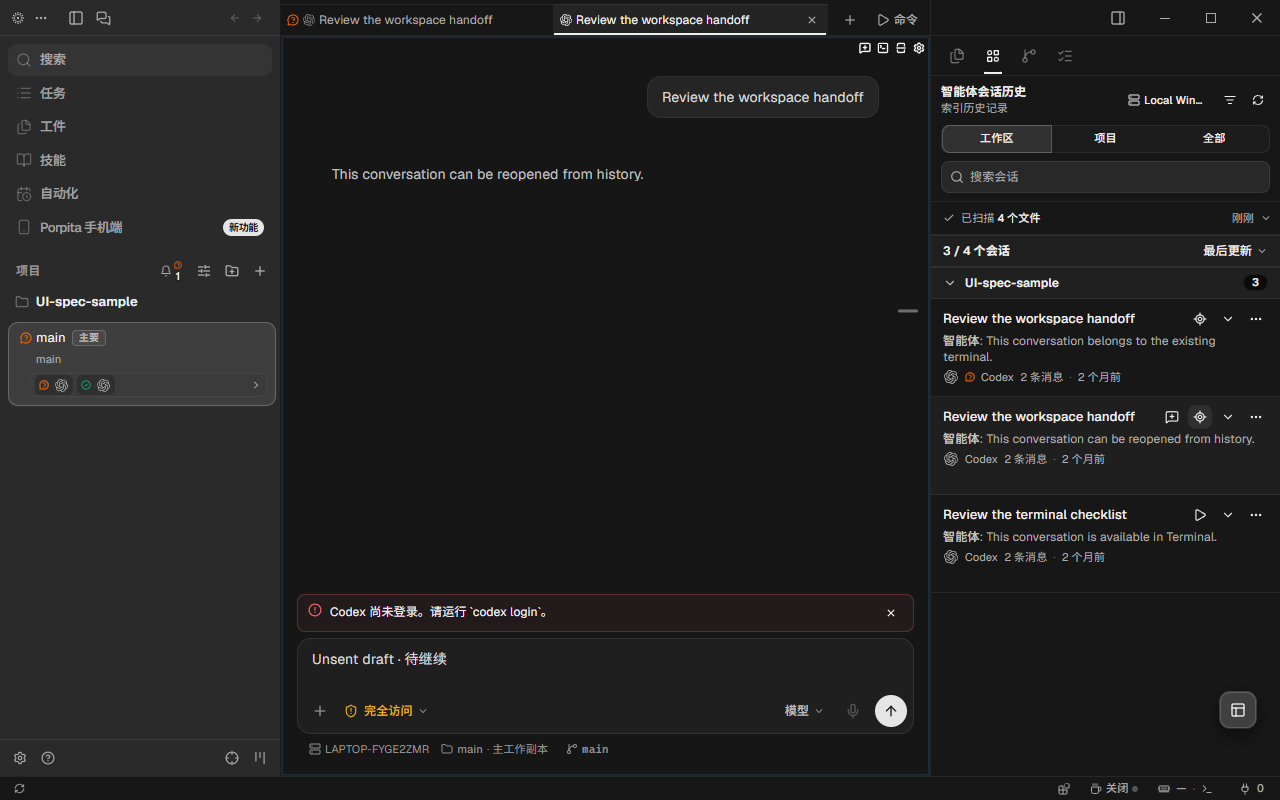 Review the workspace handoff
Review the workspace handoff
命令
搜索
任务
工件
技能
自动化
Porpita 手机端
新功能
项目
1
UI-spec-sample
main
主要
main
Review the workspace handoff
This conversation can be reopened from history.
Codex 尚未登录。请运行 `codex login`。
Unsent draft · 待继续
完全访问
模型
LAPTOP-FYGE2ZMR
main · 主工作副本
main
智能体会话历史
索引历史记录
Local Win...
工作区
项目
全部
搜索会话
已扫描 4 个文件
刚刚
3 / 4 个会话
最后更新
UI-spec-sample
3
Review the workspace handoff
智能体: This conversation belongs to the existing
terminal.
Codex 2 条消息 · 2 个月前
Review the workspace handoff
智能体: This conversation can be reopened from history.
Codex 2 条消息 · 2 个月前
Review the terminal checklist
智能体: This conversation is available in Terminal.
Codex 2 条消息 · 2 个月前
关闭
0